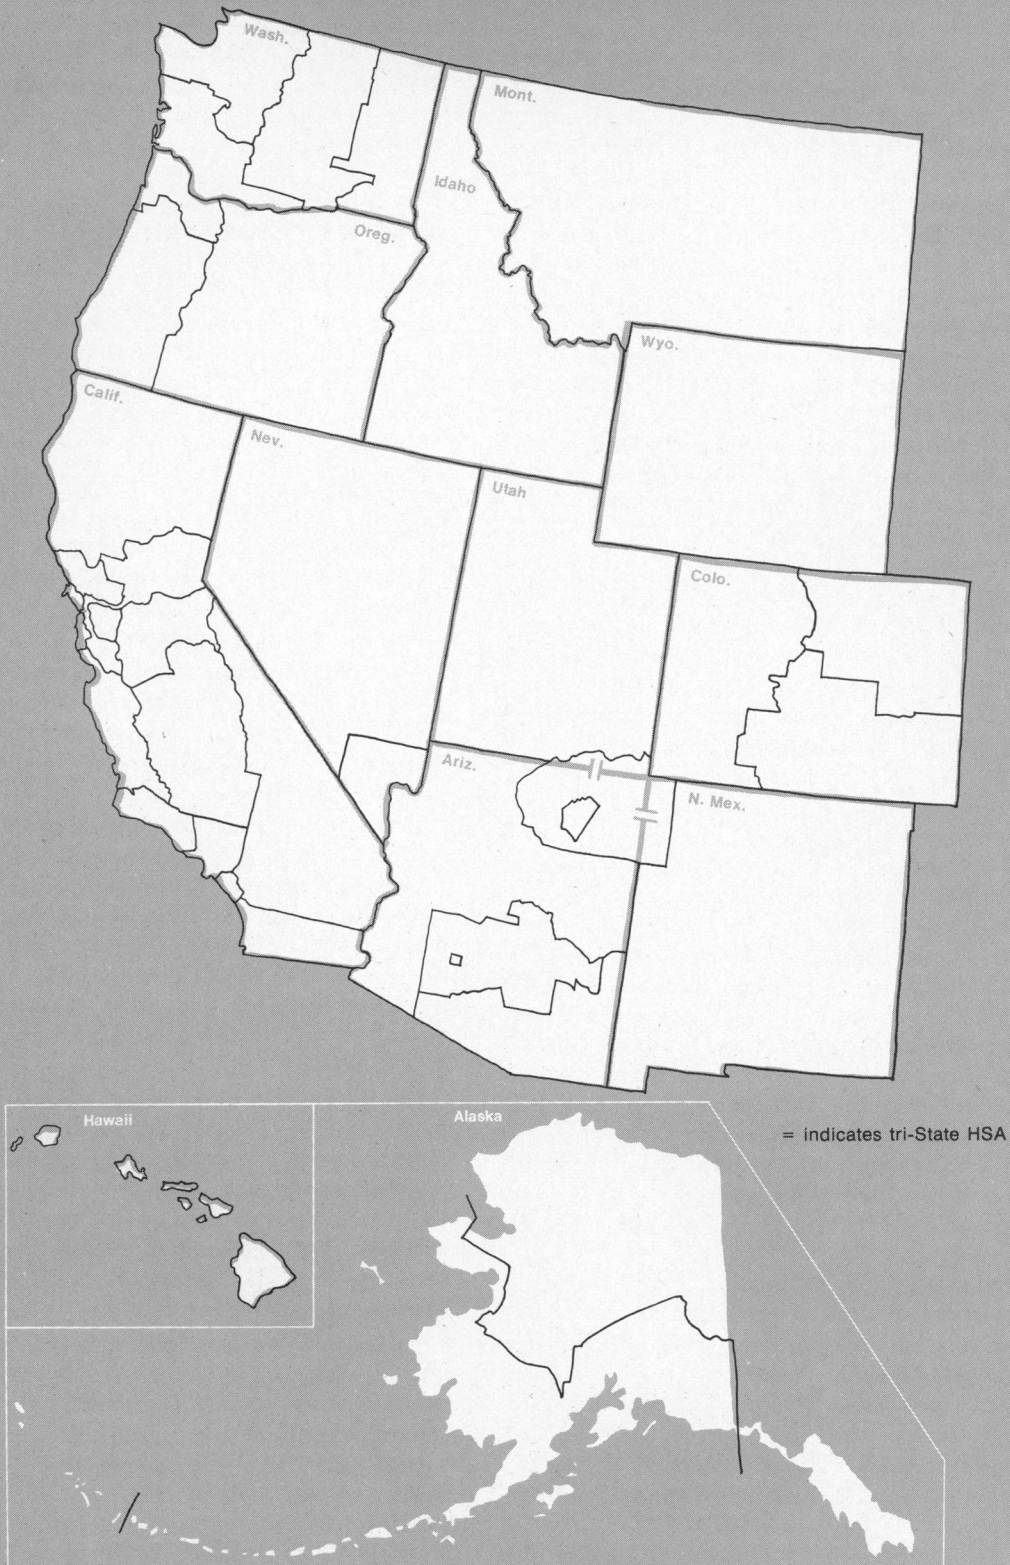 Wash.
Mont.
Idaho
Oreg.
Wyo.
Calif.
Nev.
Utah
Colo.
Ariz.
N. Mex.
Hawaii
Alaska
= indicates tri-State HSA